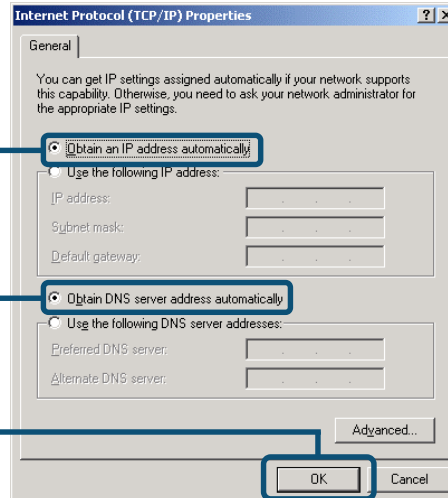 Internet Protocol (TCP/IP) Properties
General
You can get IP settings assigned automatically if your network supports
this capability. Otherwise, you need to ask your network administrator for
the appropriate IP settings.
Obtain an IP address automatically
Use the following IP address:
IP address:
Subnet mask:
Default gateway:
Obtain DNS server address automatically
Use the following DNS server addresses:
Preferred DNS server:
Alternate DNS server:
Advanced...
OK Cancel